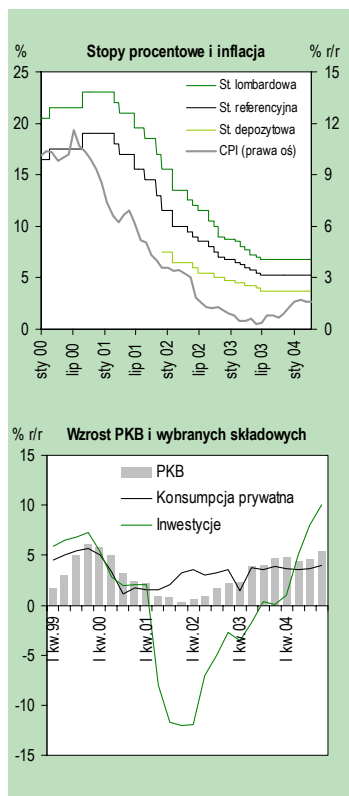 % Stopy procentowe i inflacja % r/r
25 15
St. lombardowa
St. referencyjna
20 12
St. depozytowa
CPI (prawa oś)
15 9
10 6
5 3
0 0
sty 00 lip 00 sty 01 lip 01 sty 02 lip 02 sty 03 lip 03 sty 04
% r/r Wzrost PKB i wybranych składowych
15
PKB
Konsumpcja prywatna
10
Inwestycje
5
0
I kw. 99 I kw. 00 I kw. 01 I kw. 02 I kw. 03 I kw. 04
-5
-10
-15